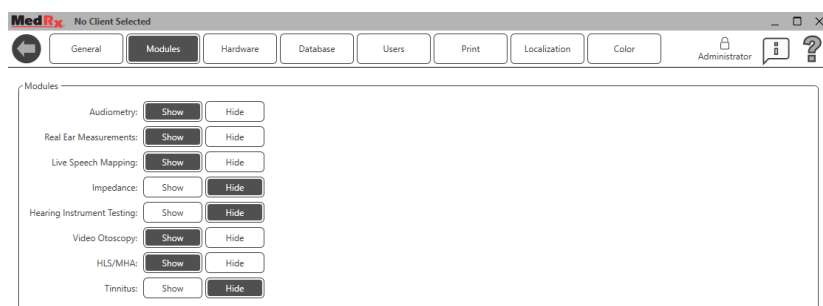 MedRx No Client Selected
General Modules Hardware Database Users Print Localization Color Administrator
Modules
Audiometry: Show Hide
Real Ear Measurements: Show Hide
Live Speech Mapping: Show Hide
Impedance: Show Hide
Hearing Instrument Testing: Show Hide
Video Otoscopy: Show Hide
HLS/MHA: Show Hide
Tinnitus: Show Hide